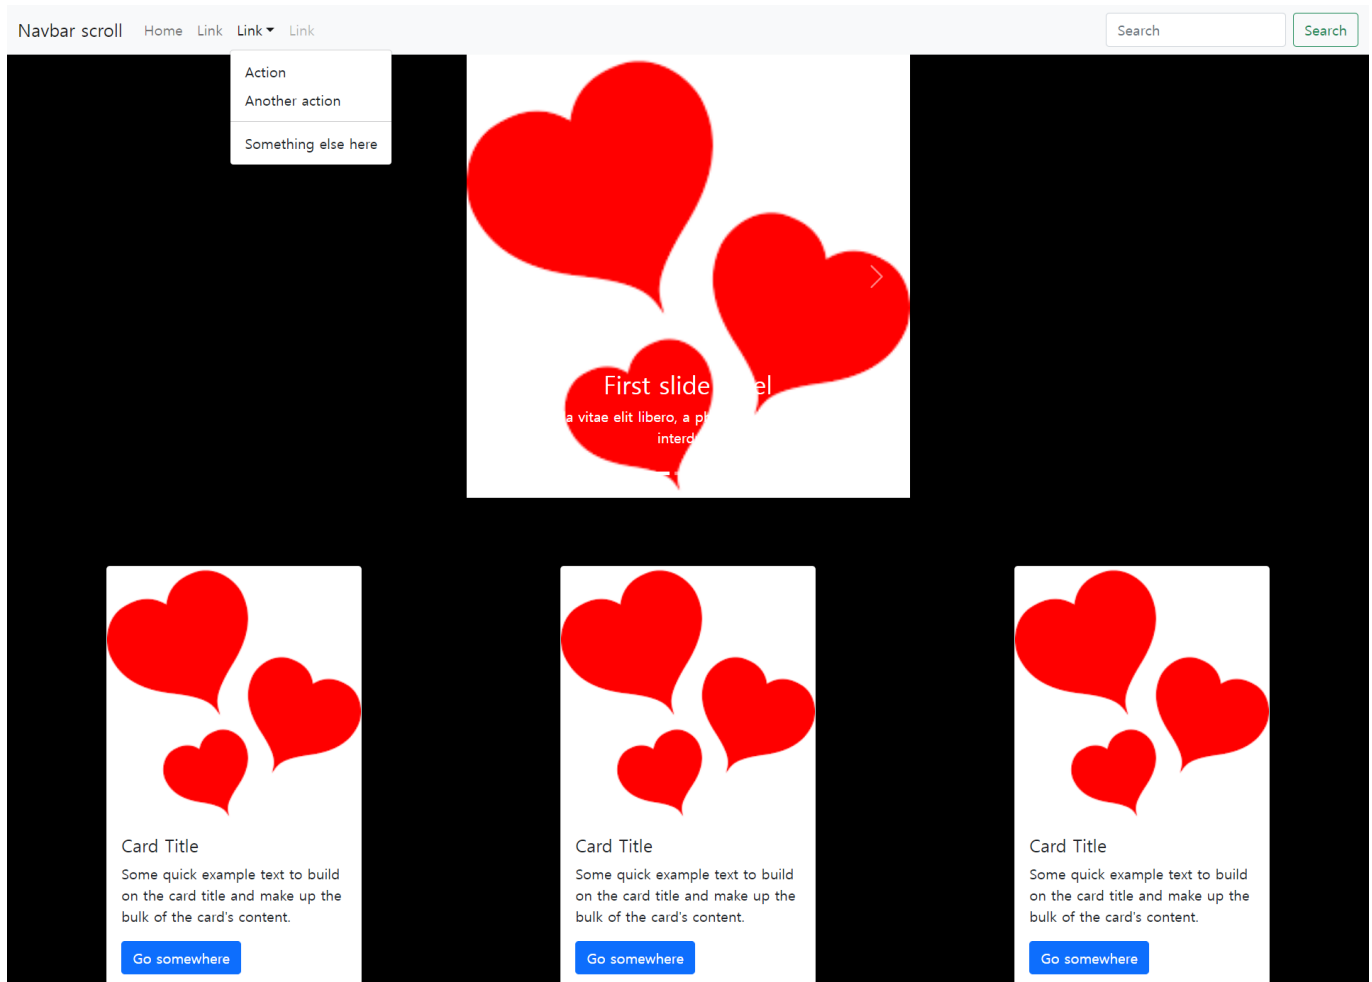 Navbar scroll Home Link Link Link Search Search
Action
Another action
Something else here
First slide el
a vitae elit libero, a
interd
Card Title
Some quick example text to build
on the card title and make up the
bulk of the card's content.
Go somewhere
Card Title
Some quick example text to build
on the card title and make up the
bulk of the card's content.
Go somewhere
Card Title
Some quick example text to build
on the card title and make up the
bulk of the card's content.
Go somewhere